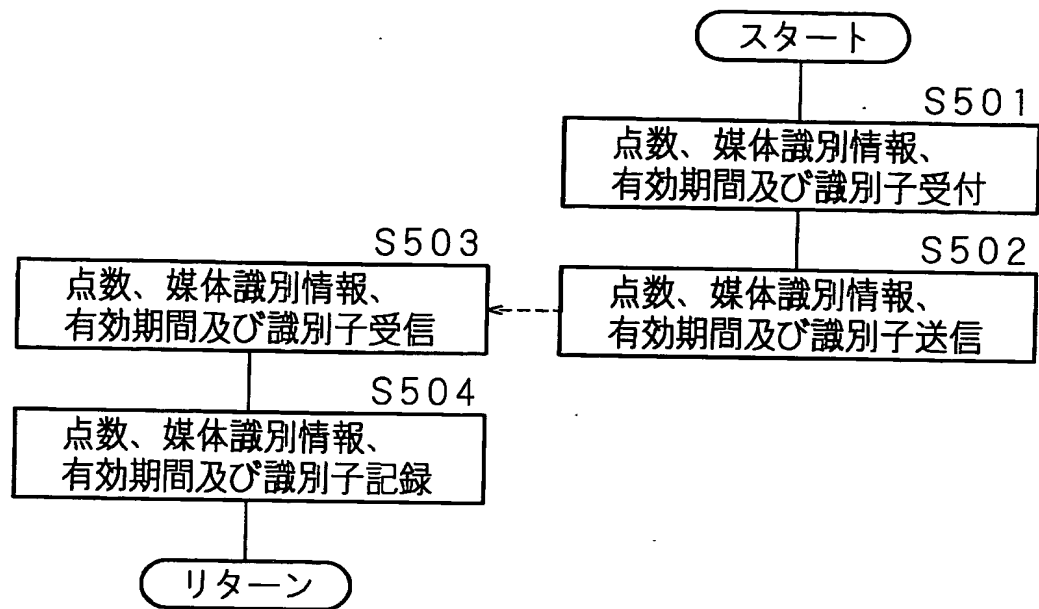 スタート
S501
点数、媒体識別情報、
有効期間及び識別子受付
S502
点数、媒体識別情報、
有効期間及び識別子送信
S503
点数、媒体識別情報、
有効期間及び識別子受信
S504
点数、媒体識別情報、
有効期間及び識別子記録
リターン